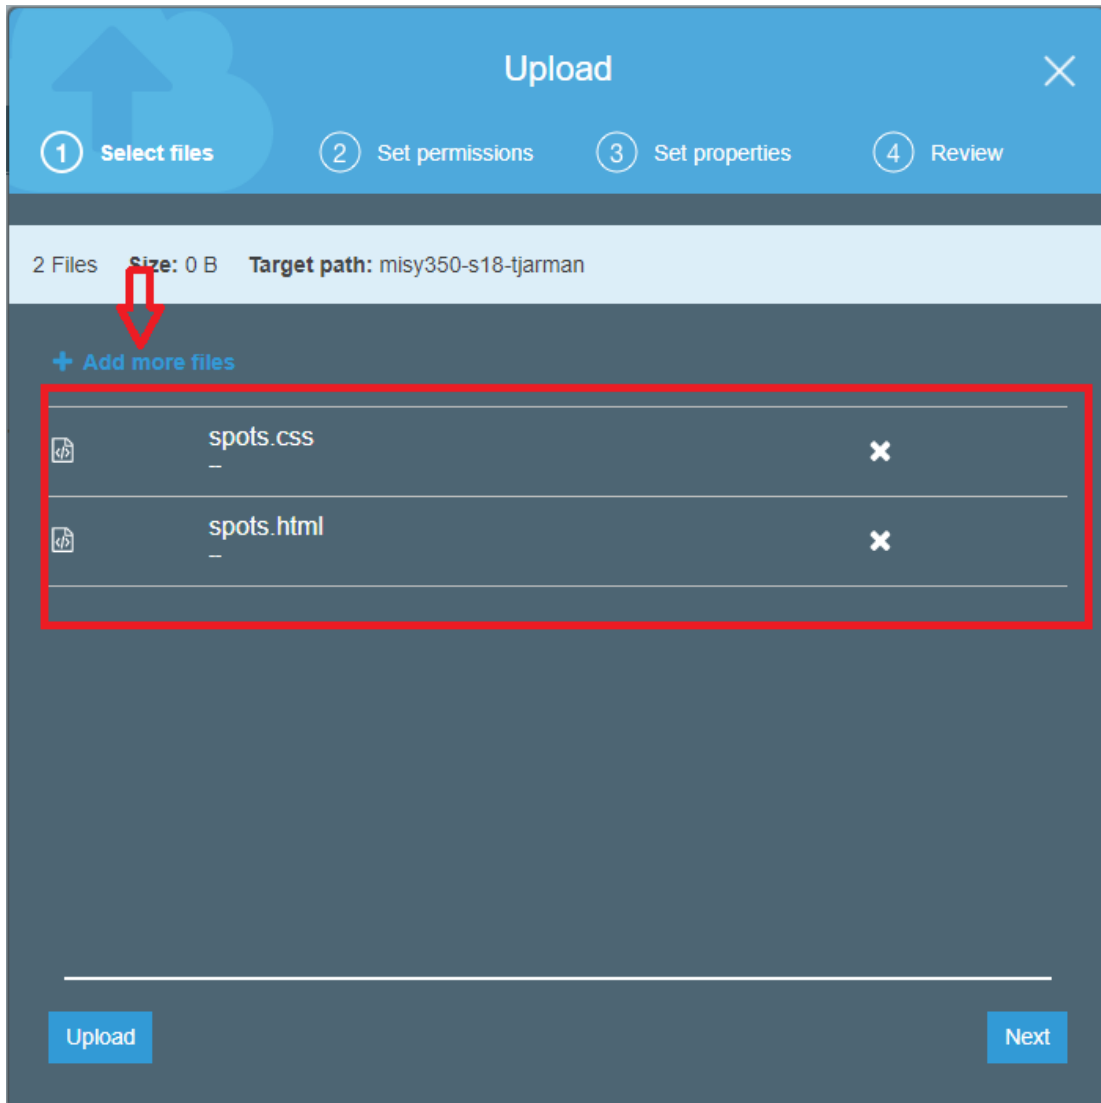 Upload
1 Select files 2 Set permissions 3 Set properties 4 Review
2 Files Size: 0 B Target path: misy350-s18-tjarman
+ Add more files
spots.css
--
spots.html
--
Upload Next